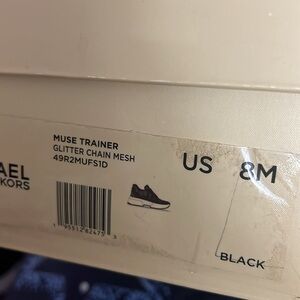 AEL
KORS
MUSE TRAINER
GLITTER CHAIN MESH
49R2MUFS1D
US 8M
BLACK